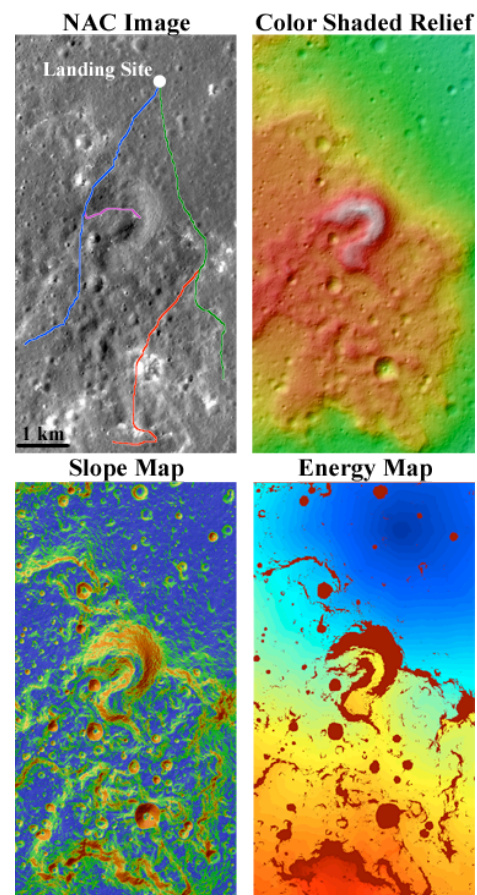 NAC Image
Color Shaded Relief
Landing Site
1 km
Slope Map
Energy Map